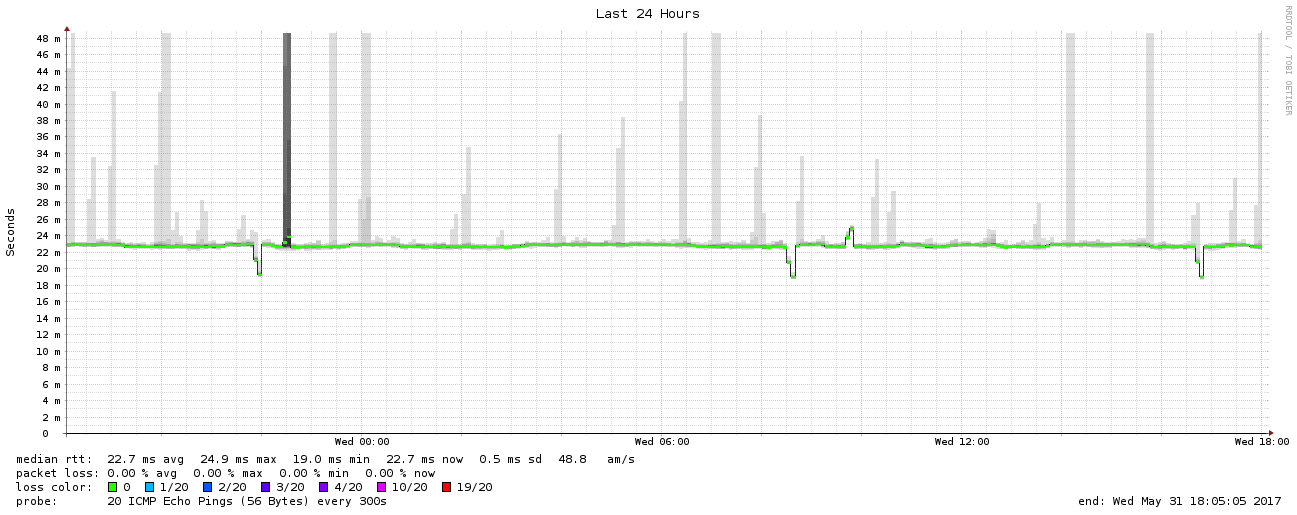 Last 24 Hours
RRDTOOL / TOBI OETIKER
Seconds
48 m
46 m
44 m
42 m
40 m
38 m
36 m
34 m
32 m
30 m
28 m
26 m
24 m
22 m
20 m
18 m
16 m
14 m
12 m
10 m
8 m
6 m
4 m
2 m
0
Wed 00:00 Wed 06:00 Wed 12:00 Wed 18:00
median rtt: 22.7 ms avg 24.9 ms max 19.0 ms min 22.7 ms now 0.5 ms sd 48.8 am/s
packet loss: 0.00 % avg 0.00 % max 0.00 % min 0.00 % now
loss color: 0 1/20 2/20 3/20 4/20 10/20 19/20
probe: 20 ICMP Echo Pings (56 Bytes) every 300s end: Wed May 31 18:05:05 2017